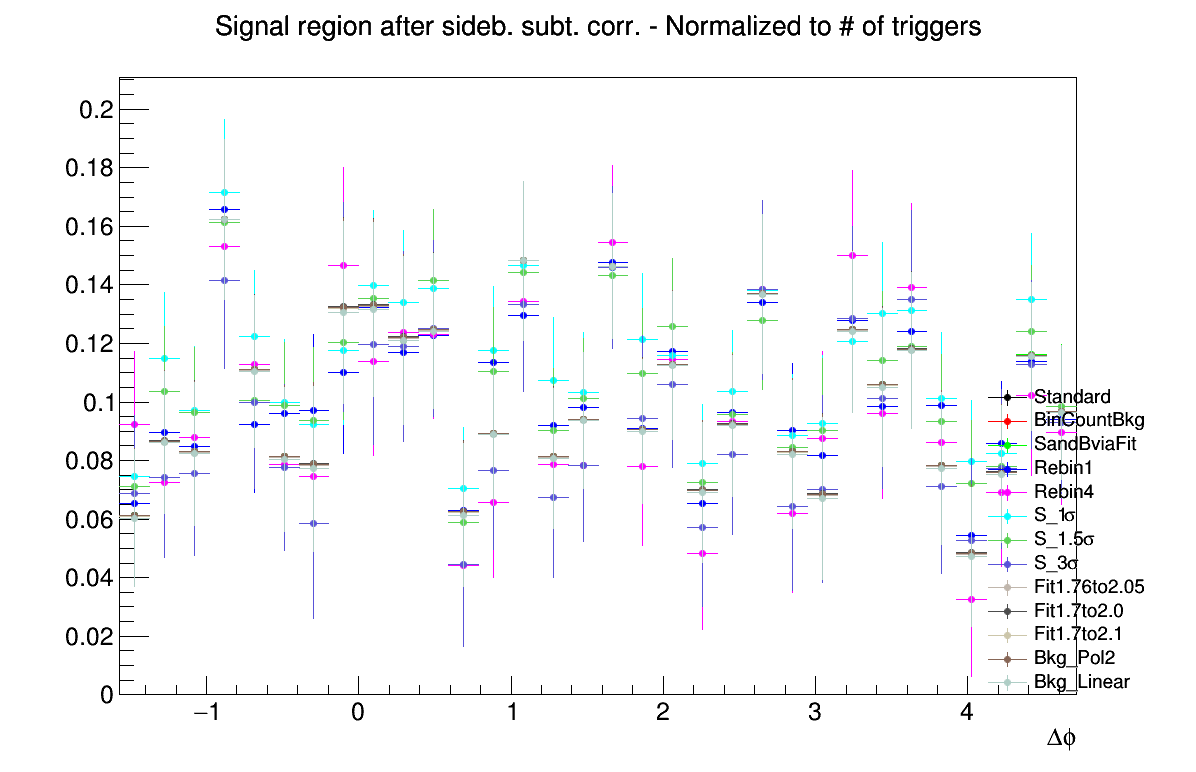 Signal region after sideb. subt. corr. - Normalized to # of triggers
0.2
0.18
0.16
0.14
0.12
0.1
0.08
0.06
0.04
0.02
0
Standard
BinCountBkg
SandBviaFit
Rebin1
Rebin4
S_1σ
S_1.5σ
S_3σ
Fit1.76to2.05
Fit1.7to2.0
Fit1.7to2.1
Bkg_Pol2
Bkg_Linear
−1 0 1 2 3 4
Δϕ